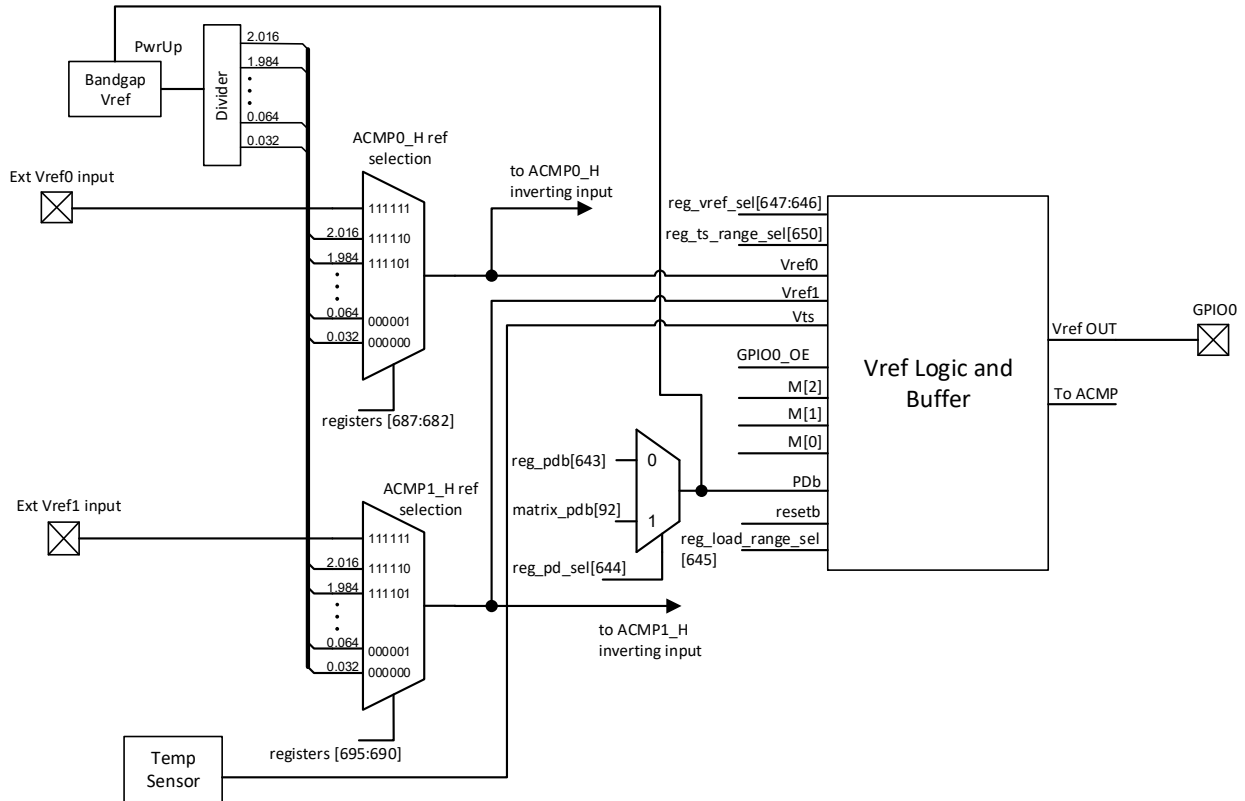 PwrUp
Bandgap
Vref
Divider
2.016
1.984
0.064
0.032
Ext Vref0 input
ACMP0_H ref
selection
111111
2.016
111110
1.984
111101
0.064
000001
0.032
000000
registers [687:682]
to ACMP0_H
inverting input
Ext Vref1 input
ACMP1_H ref
selection
111111
2.016
111110
1.984
111101
0.064
000001
0.032
000000
registers [695:690]
to ACMP1_H
inverting input
Temp
Sensor
reg_pdb[643]
0
matrix_pdb[92]
1
reg_pd_sel[644]
reg_vref_sel[647:646]
reg_ts_range_sel[650]
Vref0
Vref1
Vts
GPIO0_OE
M[2]
M[1]
M[0]
PDb
resetb
reg_load_range_sel
[645]
Vref Logic and
Buffer
Vref OUT
To ACMP
GPIO0